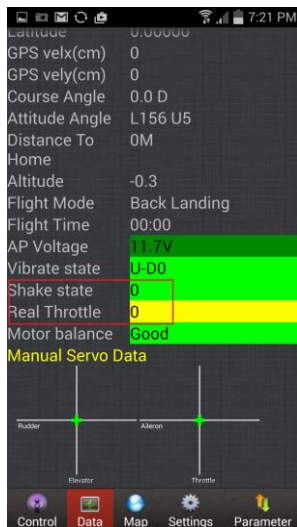 7:21 PM
Latitude 0.00000
GPS velx(cm) 0
GPS vely(cm) 0
Course Angle 0.0 D
Attitude Angle L156 U5
Distance To Home 0M
Altitude -0.3
Flight Mode Back Landing
Flight Time 00:00
AP Voltage 11.7V
Vibrate state U-D0
Shake state 0
Real Throttle 0
Motor balance Good
Manual Servo Data
Rudder Aileron
Elevator Throttle
Control Data Map Settings Parameter